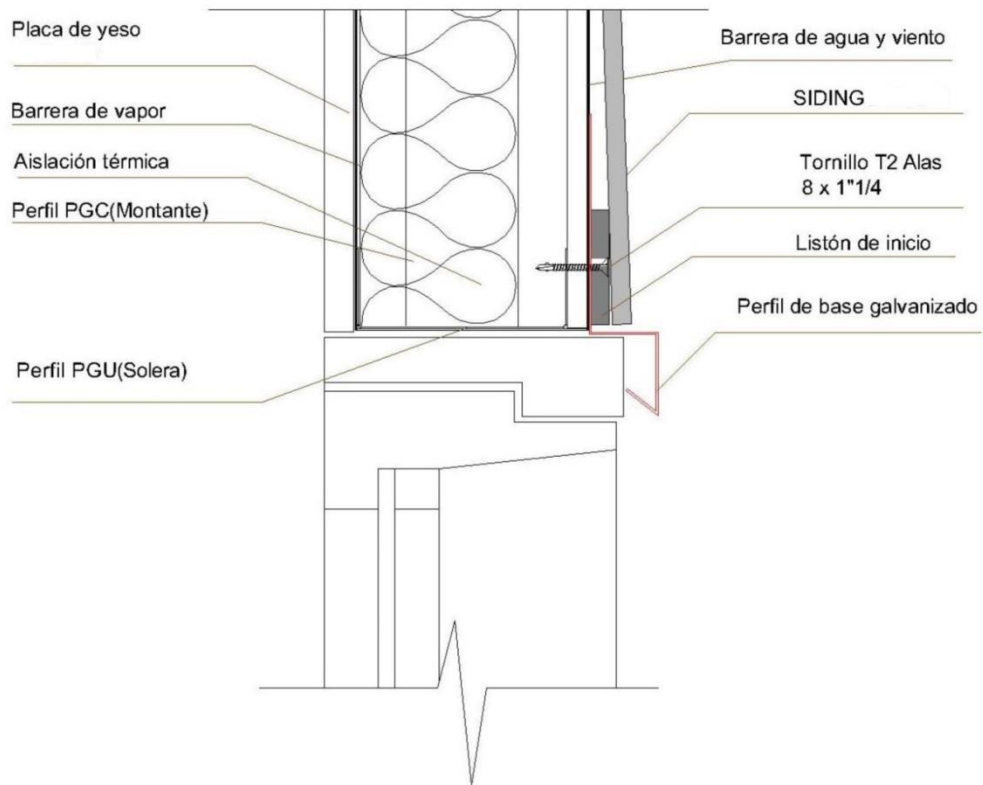 Placa de yeso
Barrera de vapor
Aislación térmica
Perfil PGC(Montante)
Perfil PGU(Solera)
Barrera de agua y viento
SIDING
Tornillo T2 Alas
8 x 1"1/4
Listón de inicio
Perfil de base galvanizado